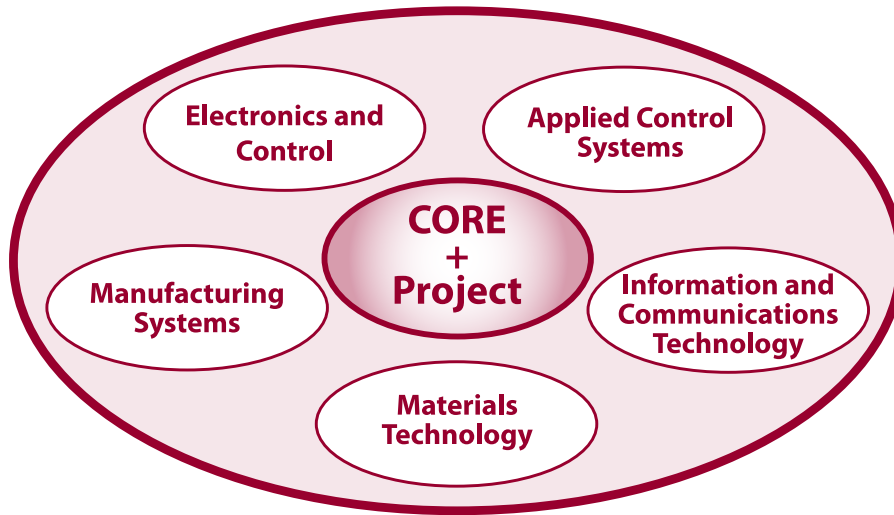 Electronics and
Control
Applied Control
Systems
CORE
+
Project
Manufacturing
Systems
Information and
Communications
Technology
Materials
Technology